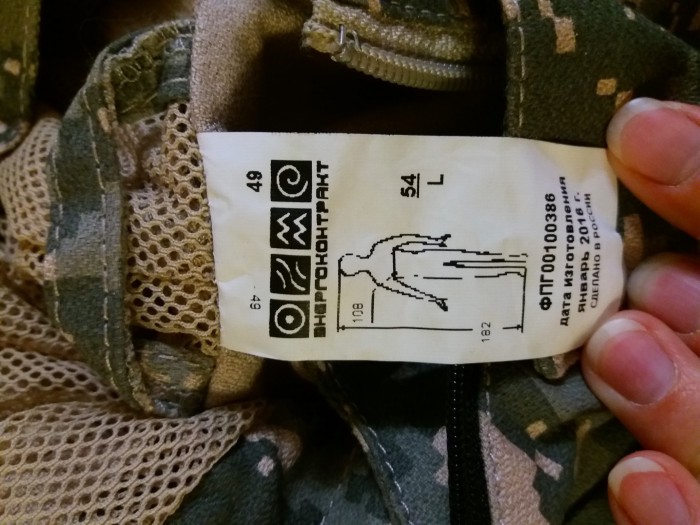 49
49
ЭНЕРГОКОНТРАКТ
54
L
108
182
ФПГ00100386
дата изготовления
январь 2016 г.
СДЕЛАНО В РОССИИ